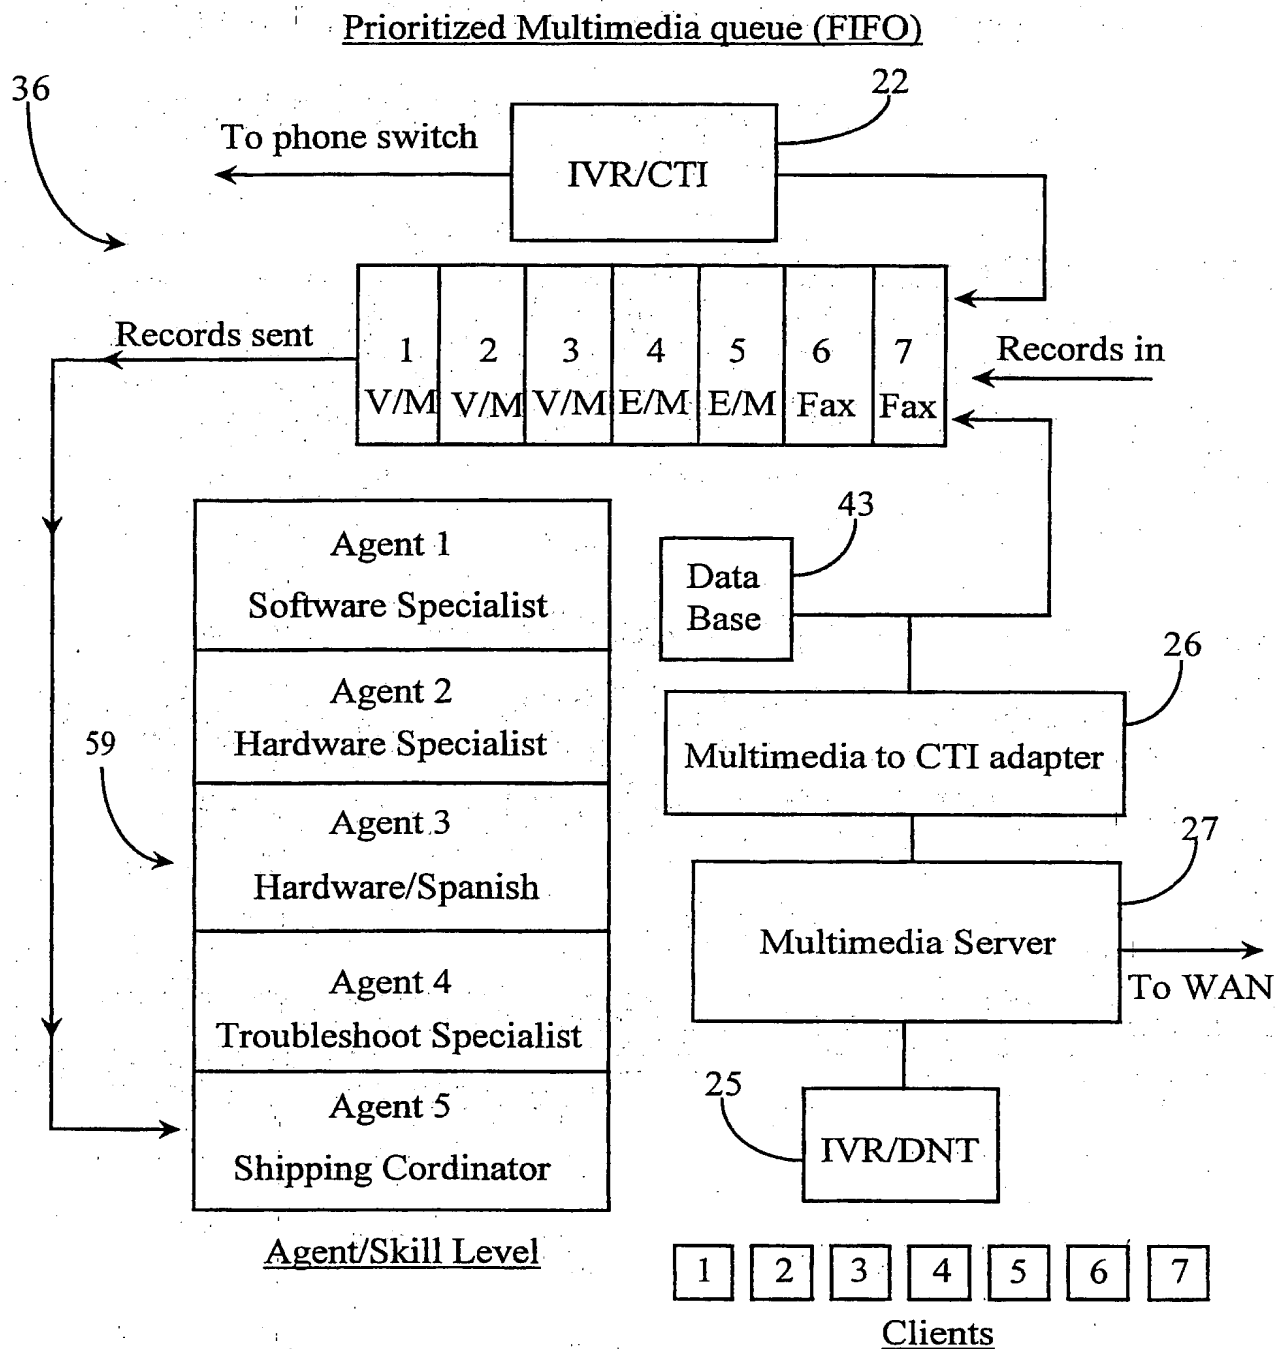 Prioritized Multimedia queue (FIFO)
36
22
To phone switch
IVR/CTI
Records sent
1 2 3 4 5 6 7
V/M V/M V/M E/M E/M Fax Fax
Records in
43
Agent 1
Software Specialist
Data
Base
26
Agent 2
Hardware Specialist
59
Multimedia to CTI adapter
Agent 3
Hardware/Spanish
27
Multimedia Server
To WAN
Agent 4
Troubleshoot Specialist
25
Agent 5
Shipping Cordinator
IVR/DNT
Agent/Skill Level
1 2 3 4 5 6 7
Clients